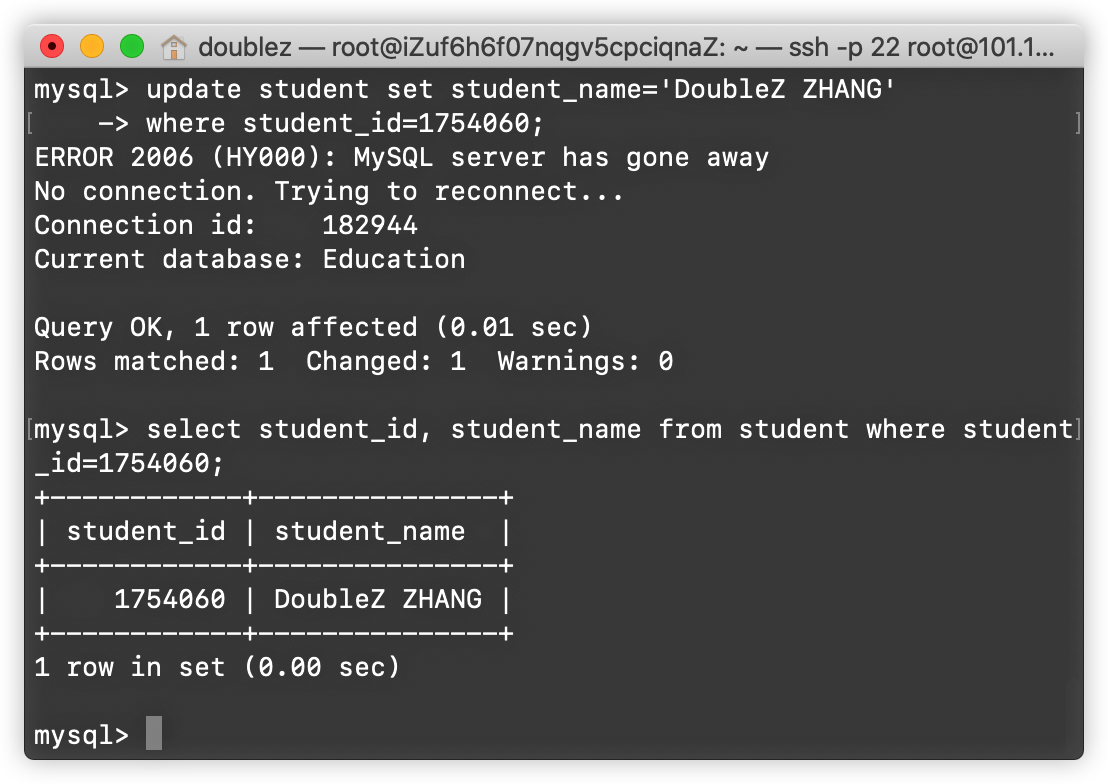 doublez — root@iZuf6h6f07nqgv5cpciqnaZ: ~ — ssh -p 22 root@101.1...
mysql> update student set student_name='DoubleZ ZHANG'
[    -> where student_id=1754060;                                ]
ERROR 2006 (HY000): MySQL server has gone away
No connection. Trying to reconnect...
Connection id:    182944
Current database: Education
Query OK, 1 row affected (0.01 sec)
Rows matched: 1  Changed: 1  Warnings: 0
[mysql> select student_id, student_name from student where student]
_id=1754060;
+------------+---------------+
| student_id | student_name  |
+------------+---------------+
|    1754060 | DoubleZ ZHANG |
+------------+---------------+
1 row in set (0.00 sec)
mysql>